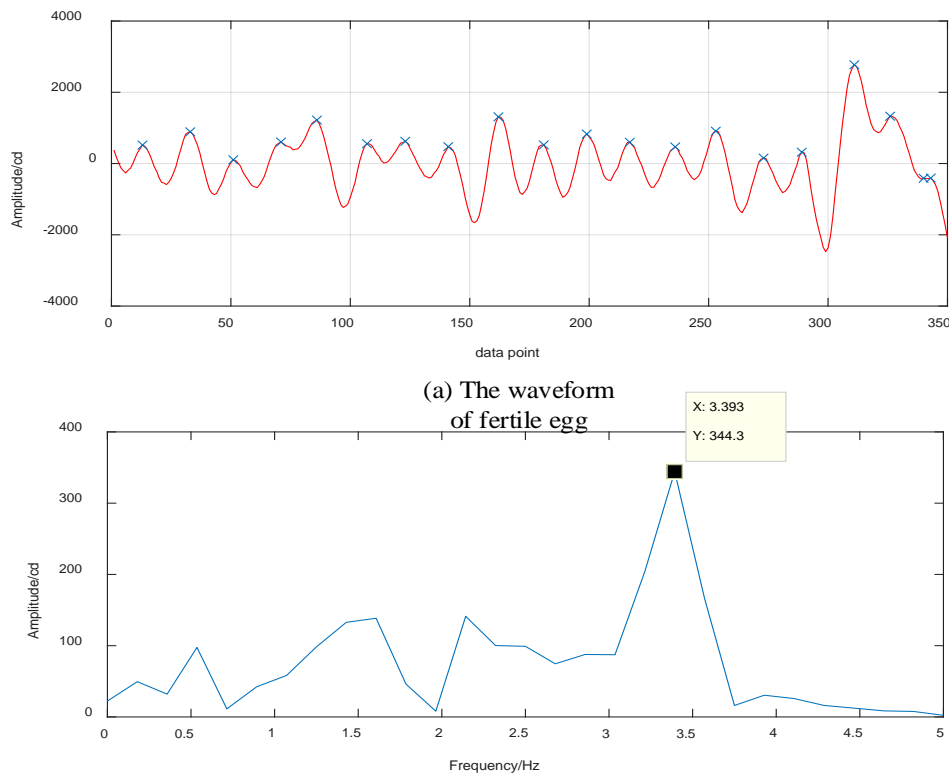 4000
2000
0
-2000
-4000
Amplitude/cd
0 50 100 150 200 250 300 350
data point
(a) The waveform
of fertile egg
X: 3.393
Y: 344.3
400
300
200
100
0
Amplitude/cd
0 0.5 1 1.5 2 2.5 3 3.5 4 4.5 5
Frequency/Hz